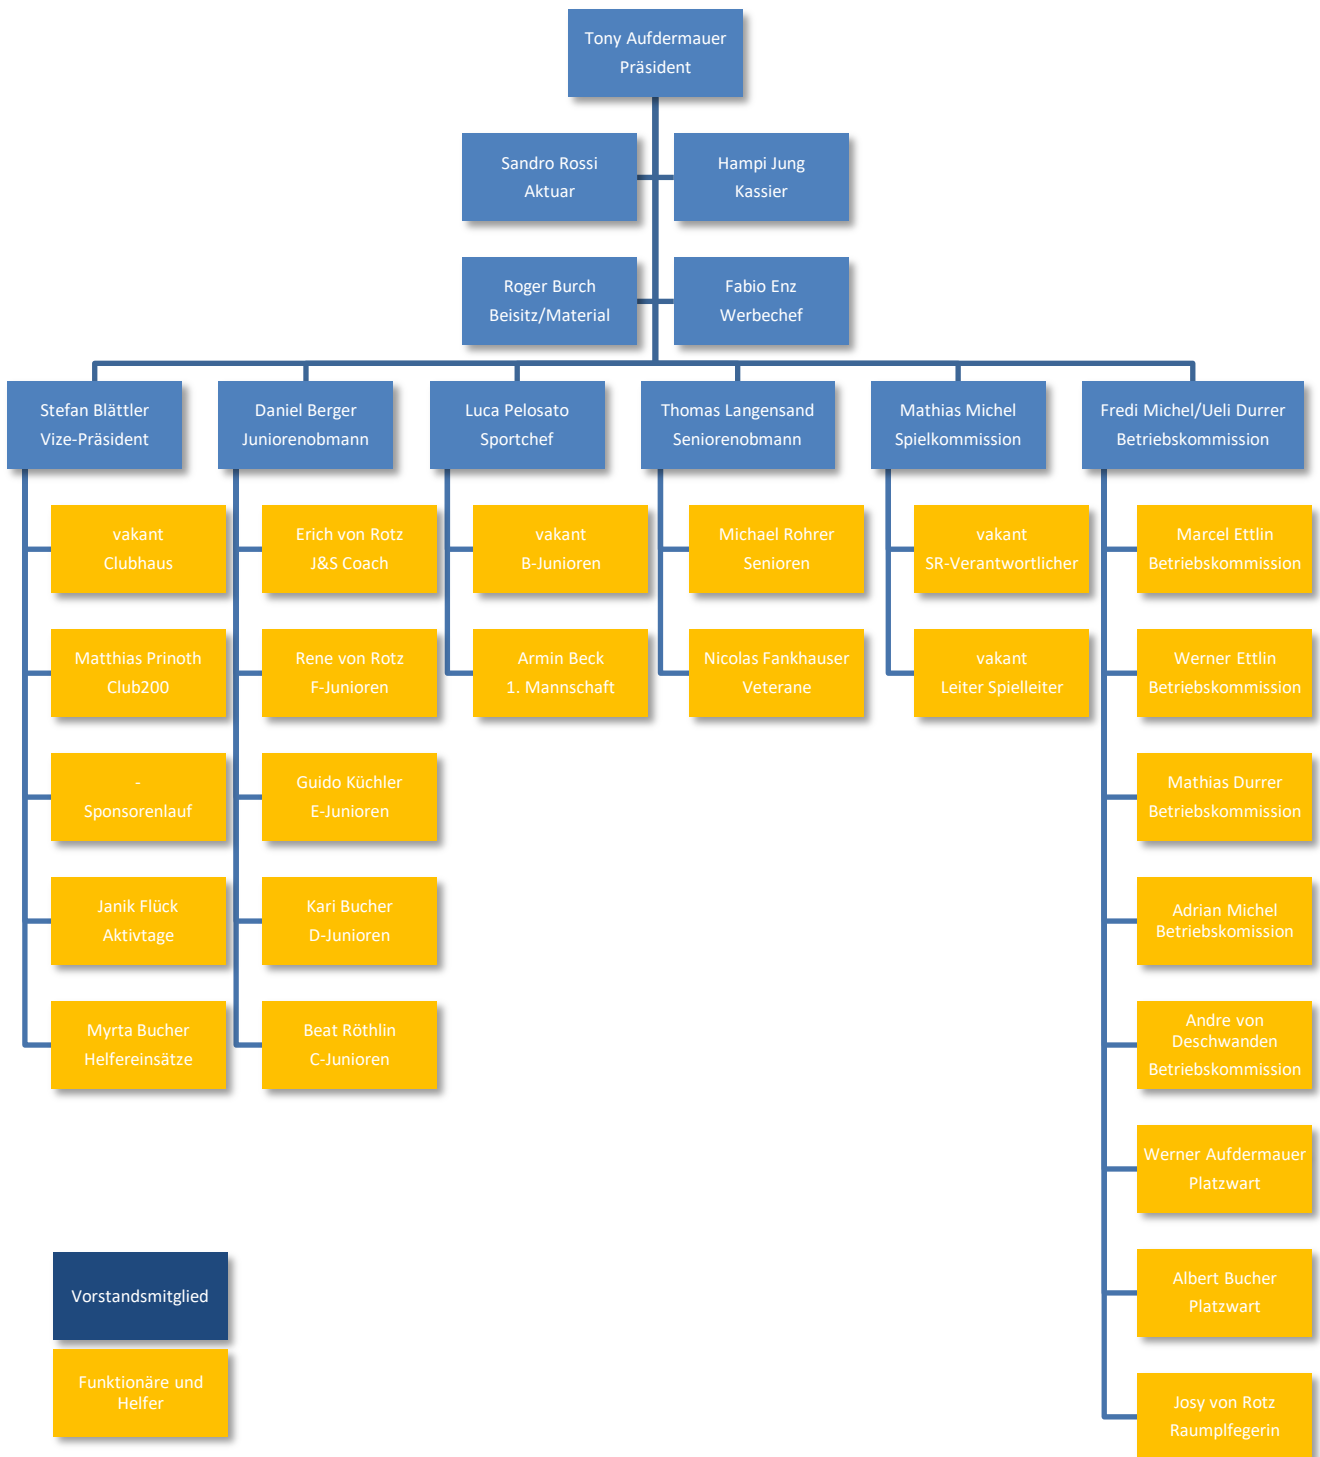 Tony Aufdermauer
Präsident
Sandro Rossi
Aktuar
Hampi Jung
Kassier
Roger Burch
Beisitz/Material
Fabio Enz
Werbechef
Stefan Blättler
Vize-Präsident
Daniel Berger
Juniorenobmann
Luca Pelosato
Sportchef
Thomas Langensand
Seniorenobmann
Mathias Michel
Spielkommission
Fredi Michel/Ueli Durrer
Betriebskommission
vakant
Clubhaus
Matthias Prinoth
Club200
-
Sponsorenlauf
Janik Flück
Aktivtage
Myrta Bucher
Helfereinsätze
Erich von Rotz
J&S Coach
Rene von Rotz
F-Junioren
Guido Küchler
E-Junioren
Kari Bucher
D-Junioren
Beat Röthlin
C-Junioren
vakant
B-Junioren
Armin Beck
1. Mannschaft
Michael Rohrer
Senioren
Nicolas Fankhauser
Veterane
vakant
SR-Verantwortlicher
vakant
Leiter Spielleiter
Marcel Ettlin
Betriebskommission
Werner Ettlin
Betriebskommission
Mathias Durrer
Betriebskommission
Adrian Michel
Betriebskomission
Andre von
Deschwanden
Betriebskommission
Werner Aufdermauer
Platzwart
Albert Bucher
Platzwart
Josy von Rotz
Raumplfegerin
Vorstandsmitglied
Funktionäre und
Helfer